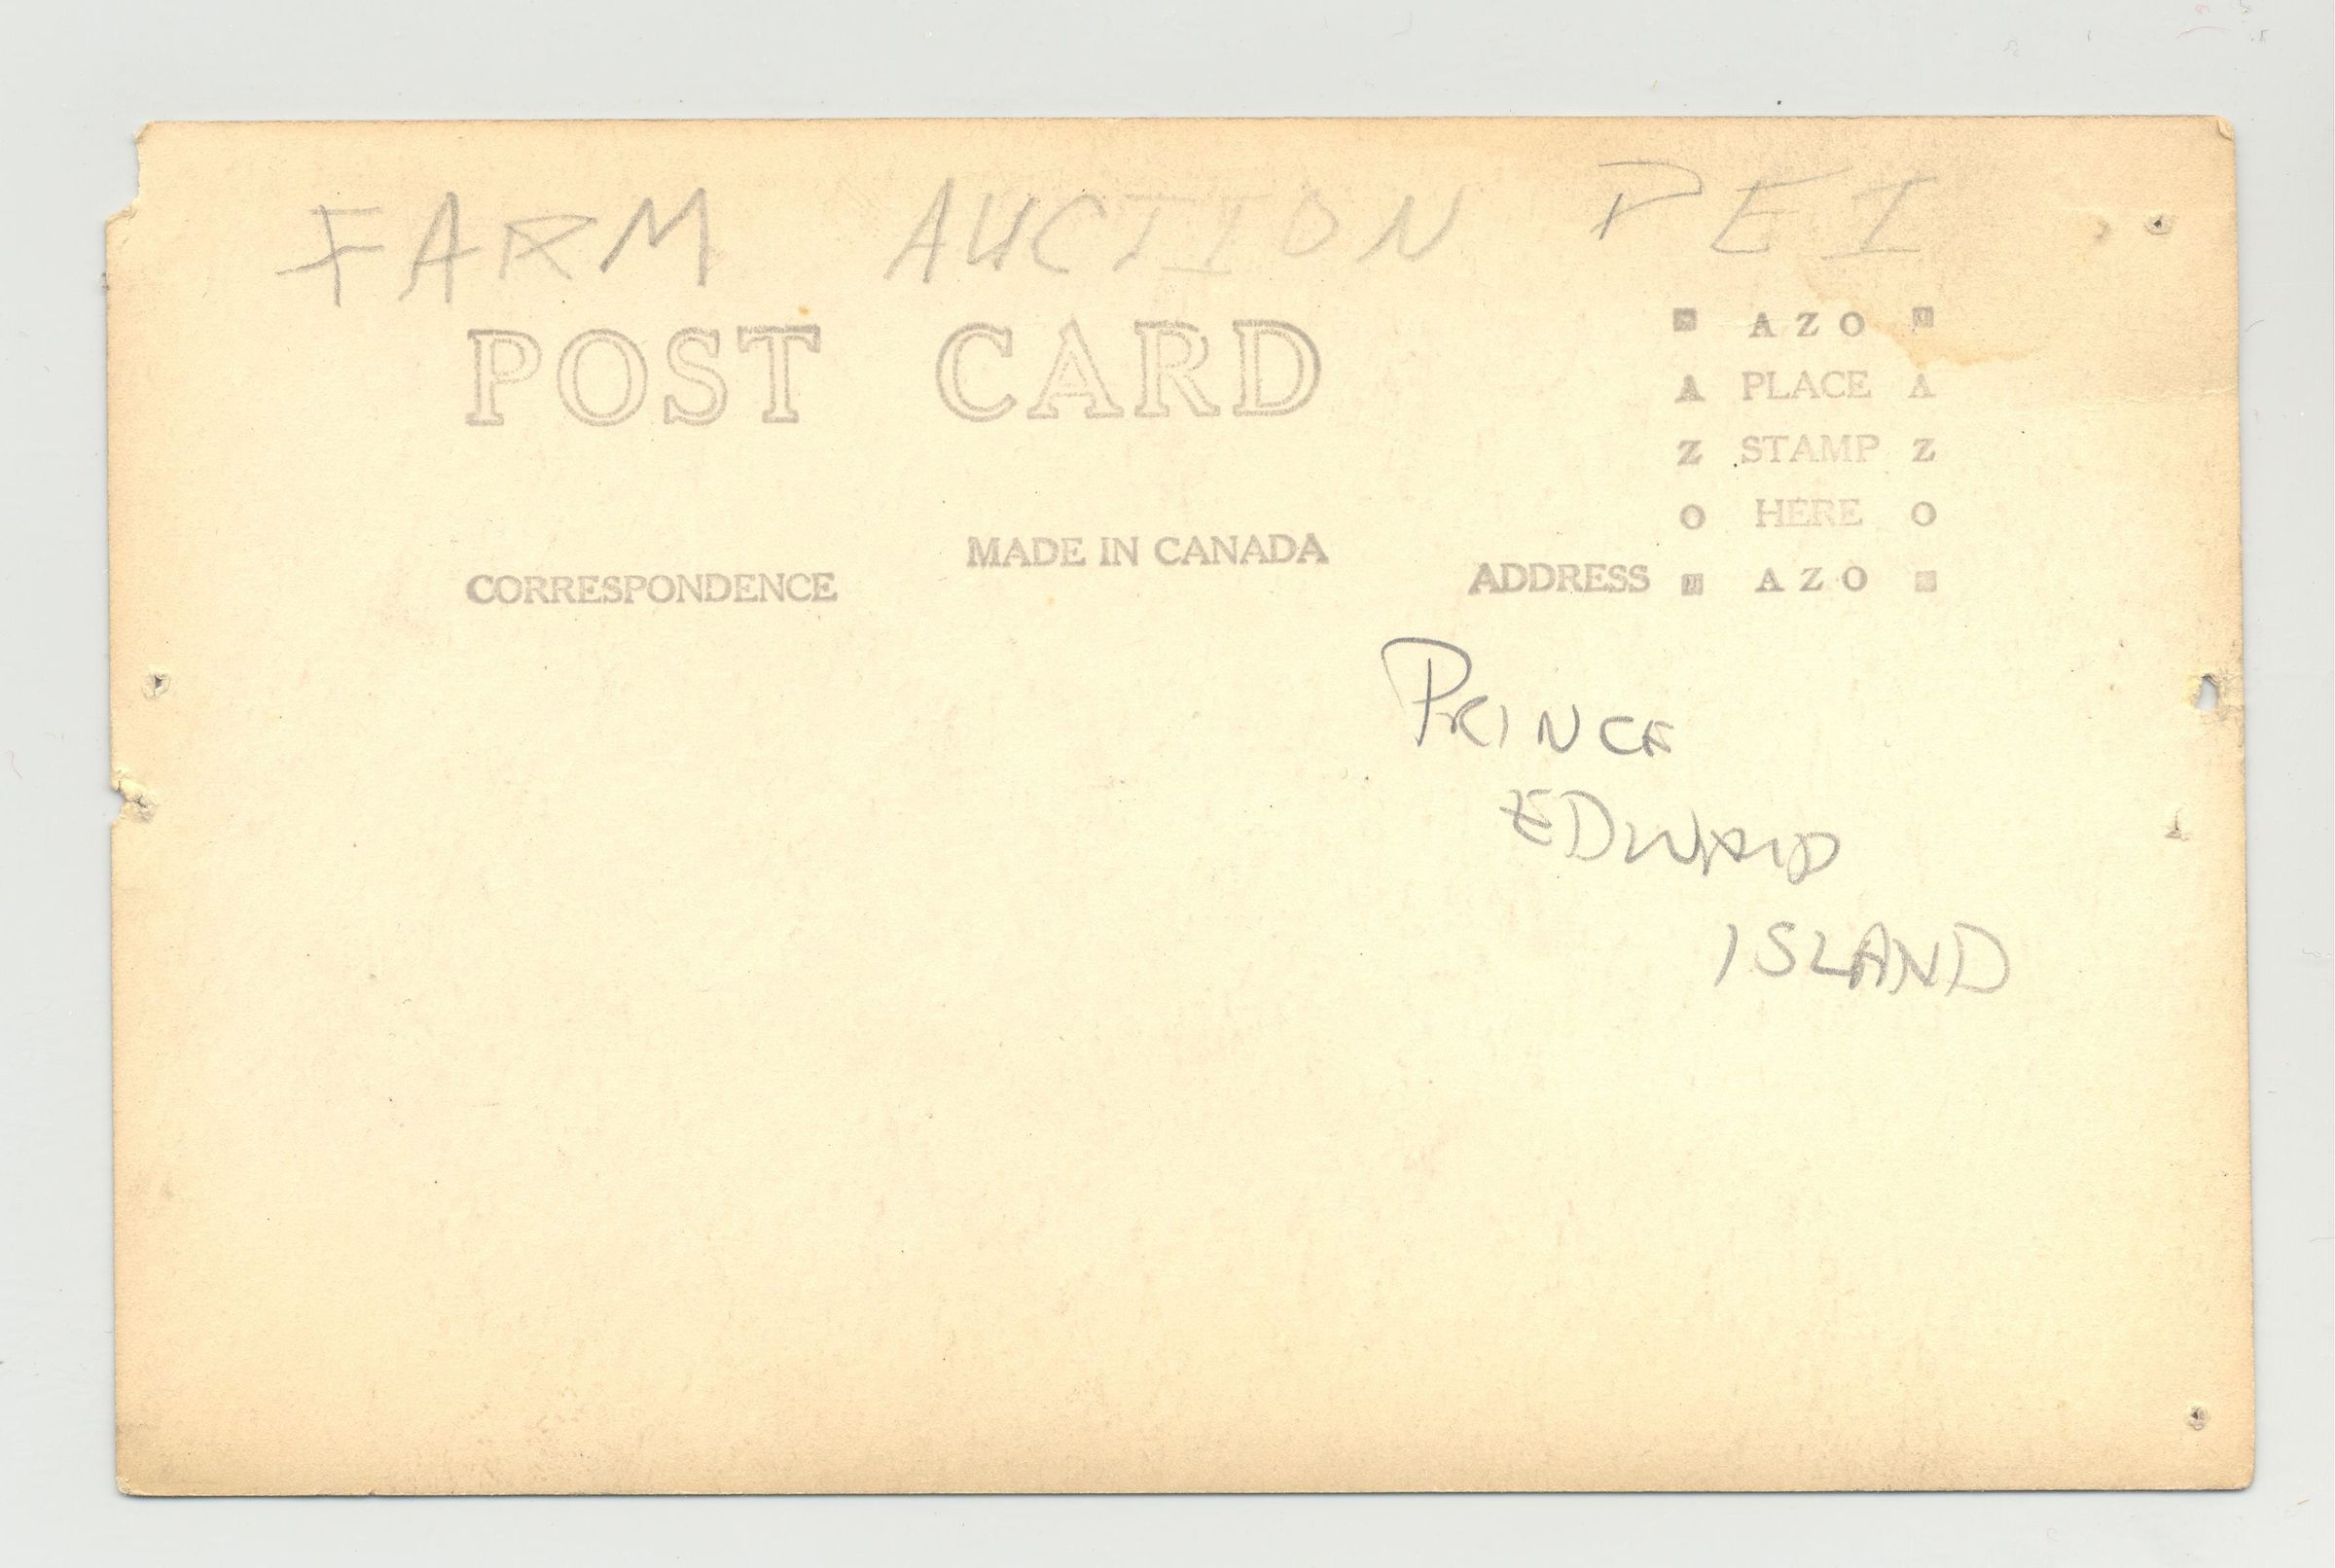 FARM AUCTION PEI
POST CARD
AZO
A PLACE A
Z STAMP Z
O HERE O
AZO
CORRESPONDENCE
MADE IN CANADA
ADDRESS
PRINCE
EDWARD
ISLAND